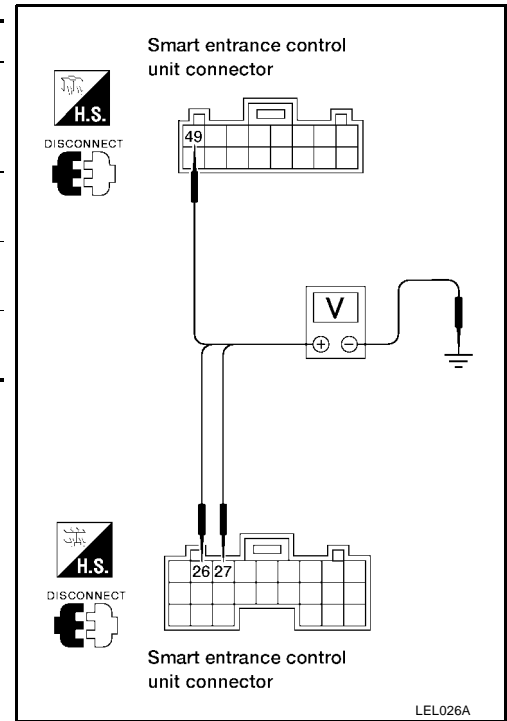 Smart entrance control
unit connector
H.S.
DISCONNECT
49
V
+ −
H.S.
DISCONNECT
26 27
Smart entrance control
unit connector
LEL026A